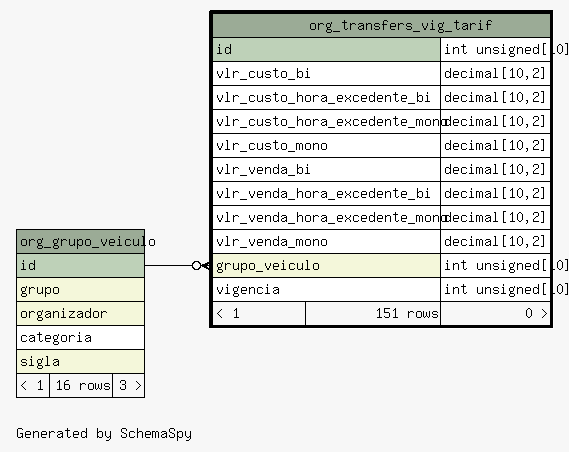 org_transfers_vig_tarif
id int unsigned[10]
vlr_custo_bi decimal[10,2]
vlr_custo_hora_excedente_bi decimal[10,2]
vlr_custo_hora_excedente_mono decimal[10,2]
vlr_custo_mono decimal[10,2]
vlr_venda_bi decimal[10,2]
vlr_venda_hora_excedente_bi decimal[10,2]
vlr_venda_hora_excedente_mono decimal[10,2]
vlr_venda_mono decimal[10,2]
grupo_veiculo int unsigned[10]
vigencia int unsigned[10]
< 1 151 rows 0 >
org_grupo_veiculo
id
grupo
organizador
categoria
sigla
< 1 16 rows 3 >
Generated by SchemaSpy